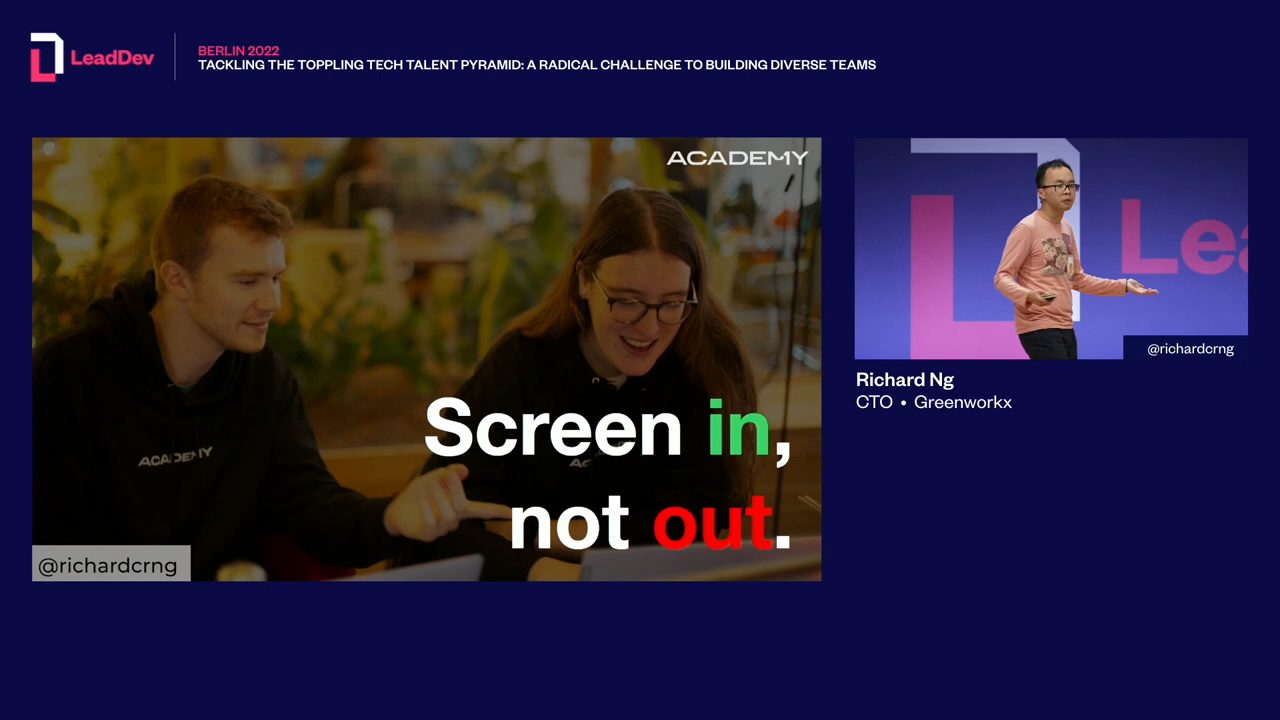 LeadDev
BERLIN 2022
TACKLING THE TOPPLING TECH TALENT PYRAMID: A RADICAL CHALLENGE TO BUILDING DIVERSE TEAMS
ACADEMY
ACADEMY
Screen in,
not out.
@richardcrng
Lea
@richardcrng
Richard Ng
CTO • Greenworkx